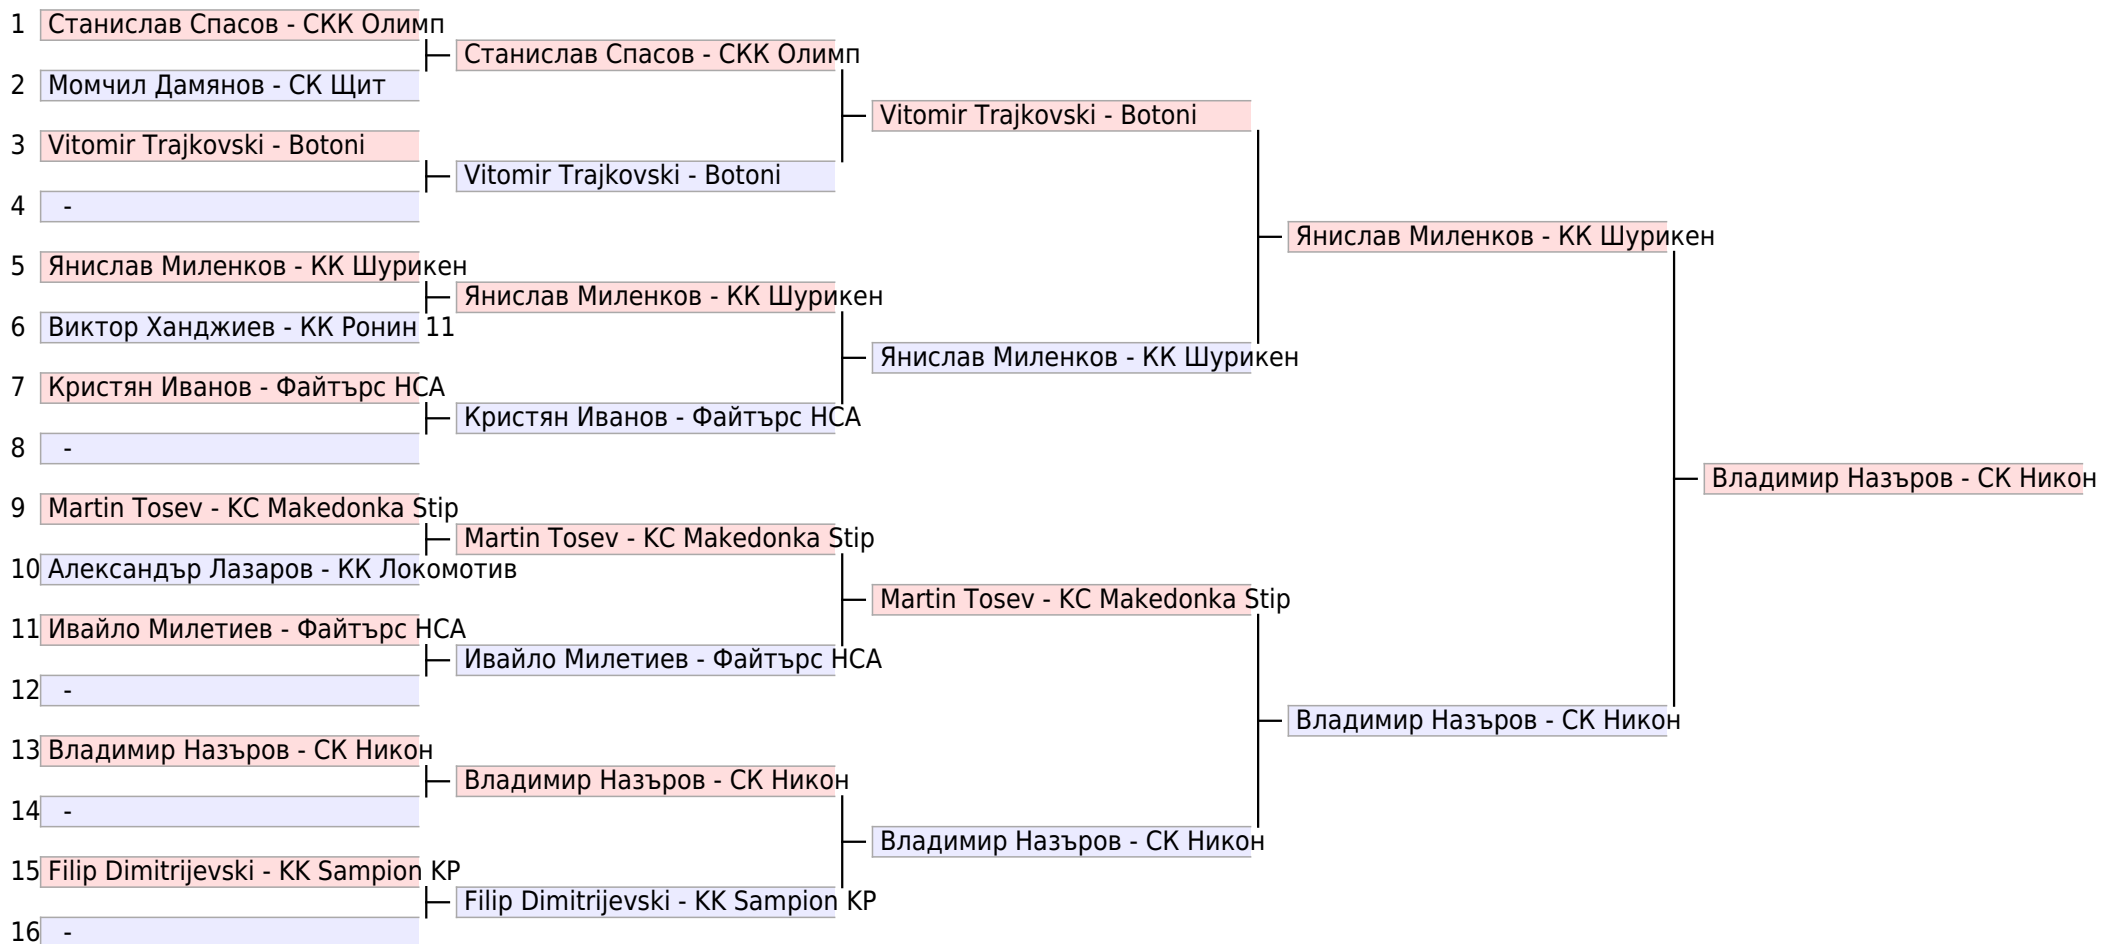 1 Станислав Спасов - СКК Олимп
Станислав Спасов - СКК Олимп
2 Момчил Дамянов - СК Щит
Vitomir Trajkovski - Botoni
3 Vitomir Trajkovski - Botoni
Vitomir Trajkovski - Botoni
4 -
Янислав Миленков - КК Шурикен
5 Янислав Миленков - КК Шурикен
Янислав Миленков - КК Шурикен
6 Виктор Ханджиев - КК Ронин 11
Янислав Миленков - КК Шурикен
7 Кристян Иванов - Файтърс НСА
Кристян Иванов - Файтърс НСА
8 -
Владимир Назъров - СК Никон
9 Martin Tosev - KC Makedonka Stip
Martin Tosev - KC Makedonka Stip
10 Александър Лазаров - КК Локомотив
Martin Tosev - KC Makedonka Stip
11 Ивайло Милетиев - Файтърс НСА
Ивайло Милетиев - Файтърс НСА
12 -
Владимир Назъров - СК Никон
13 Владимир Назъров - СК Никон
Владимир Назъров - СК Никон
14 -
Владимир Назъров - СК Никон
15 Filip Dimitrijevski - KK Sampion KP
Filip Dimitrijevski - KK Sampion KP
16 -